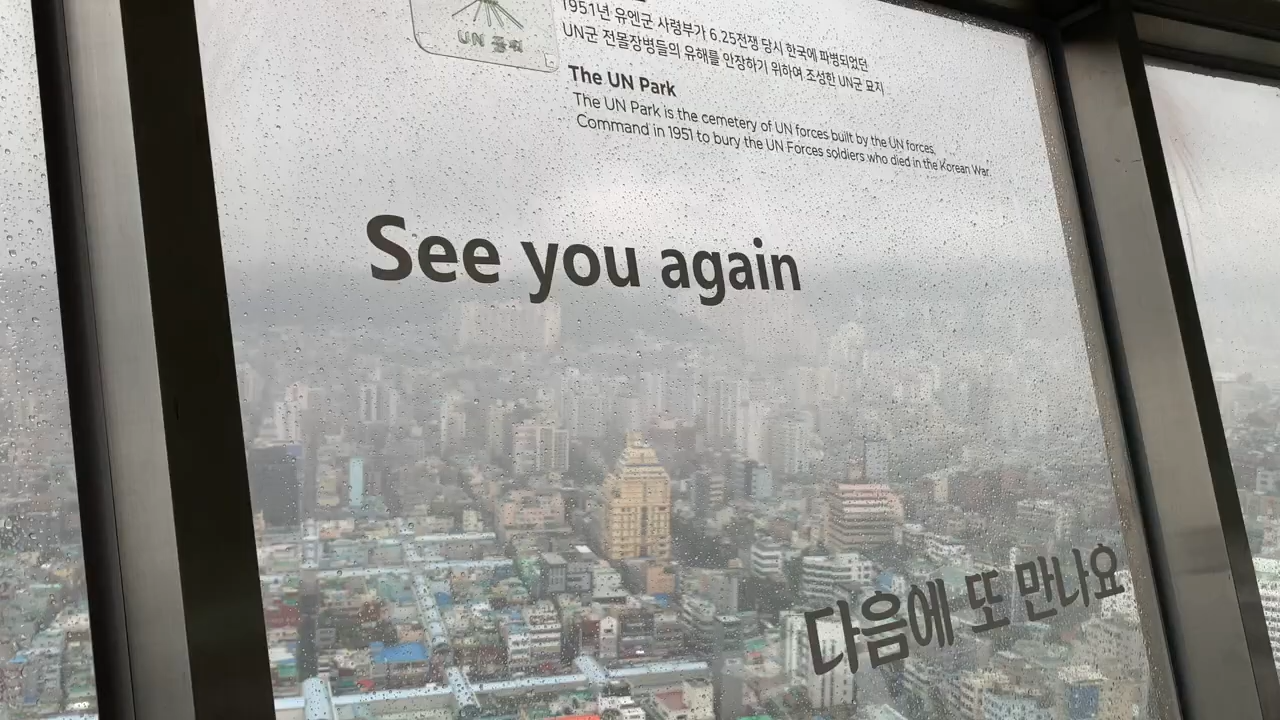 1951년 유엔군 사령부가 6.25전쟁 당시 한국에 파병되었던
UN군 전몰장병들의 유해를 안장하기 위하여 조성한 UN군 묘지
UN
The UN Park
The UN Park is the cemetery of UN forces built by the UN forces,
Command in 1951 to bury the UN Forces soldiers who died in the Korean War.
See you again
다음에 또 만나요